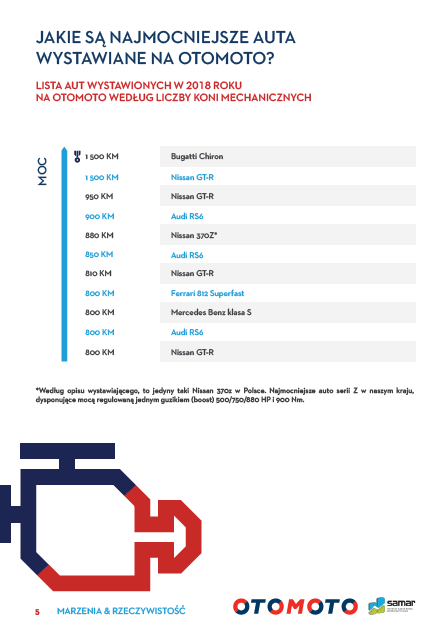 JAKIE SĄ NAJMOCNIEJSZE AUTA
WYSTAWIANE NA OTOMOTO?
LISTA AUT WYSTAWIONYCH W 2018 ROKU
NA OTOMOTO WEDŁUG LICZBY KONI MECHANICZNYCH
MOC
1 500 KM Bugatti Chiron
1 500 KM Nissan GT-R
950 KM Nissan GT-R
900 KM Audi RS6
880 KM Nissan 370Z*
850 KM Audi RS6
810 KM Nissan GT-R
800 KM Ferrari 812 Superfast
800 KM Mercedes Benz klasa S
800 KM Audi RS6
800 KM Nissan GT-R
*Według opisu wystawiającego, to jedyny taki Nissan 370z w Polsce. Najmocniejsze auto serii Z w naszym kraju,
dysponujące mocą regulowaną jednym guzikiem (boost) 500/750/880 HP i 900 Nm.
5 MARZENIA & RZECZYWISTOŚĆ
OTOMOTO
samar